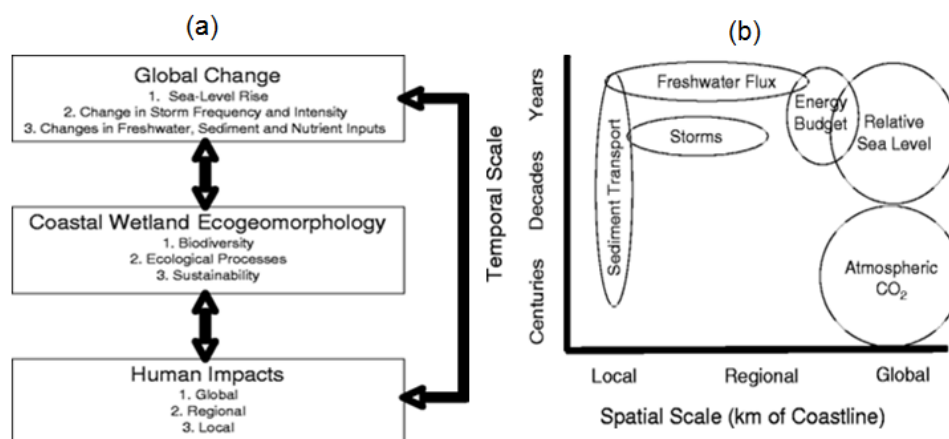 (a)
Global Change
1. Sea-Level Rise
2. Change in Storm Frequency and Intensity
3. Changes in Freshwater, Sediment and Nutrient Inputs
Coastal Wetland Ecogeomorphology
1. Biodiversity
2. Ecological Processes
3. Sustainability
Human Impacts
1. Global
2. Regional
3. Local
Temporal Scale
(b)
Years
Decades
Centuries
Freshwater Flux
Energy
Budget
Storms
Relative
Sea Level
Sediment Transport
Atmospheric
CO2
Local
Regional
Global
Spatial Scale (km of Coastline)